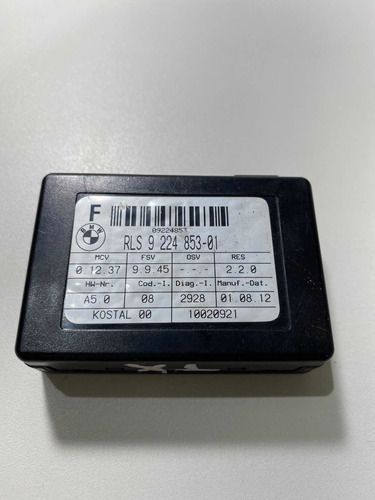 F
BMW
09224853
RLS 9 224 853-01
MCV FSV OSV RES
0.12.37 9.9.45 -.-.- 2.2.0
HW-Nr. Cod.-I. Diag.-I. Manuf.-Dat.
A5.0 08 2928 01.08.12
KOSTAL 00 10020921